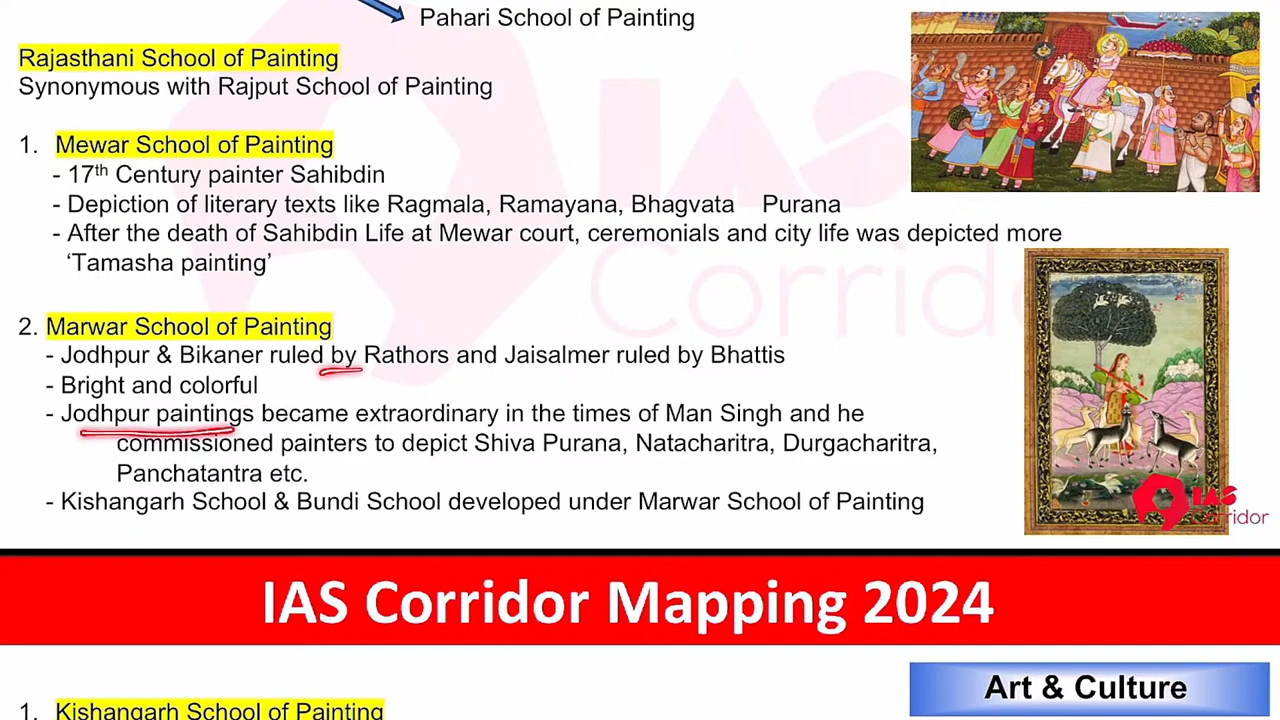 Pahari School of Painting
Rajasthani School of Painting
Synonymous with Rajput School of Painting
1. Mewar School of Painting
- 17th Century painter Sahibdin
- Depiction of literary texts like Ragmala, Ramayana, Bhagvata Purana
- After the death of Sahibdin Life at Mewar court, ceremonials and city life was depicted more
‘Tamasha painting’
2. Marwar School of Painting
- Jodhpur & Bikaner ruled by Rathors and Jaisalmer ruled by Bhattis
- Bright and colorful
- Jodhpur paintings became extraordinary in the times of Man Singh and he
commissioned painters to depict Shiva Purana, Natacharitra, Durgacharitra,
Panchatantra etc.
- Kishangarh School & Bundi School developed under Marwar School of Painting
IAS
Corridor
IAS
Corridor
IAS Corridor Mapping 2024
Art & Culture
1. Kishangarh School of Painting